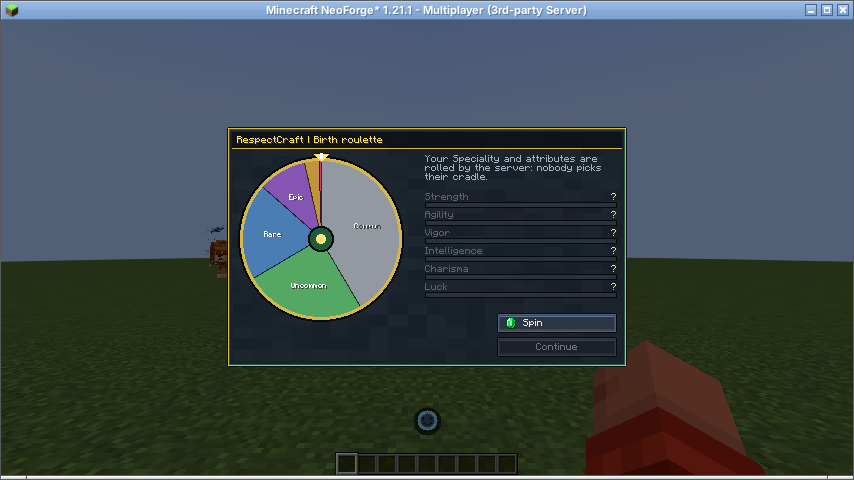 Minecraft NeoForge* 1.21.1 - Multiplayer (3rd-party Server)
RespectCraft | Birth roulette
Your Speciality and attributes are
rolled by the server: nobody picks
their cradle.
Strength ?
Agility ?
Vigor ?
Intelligence ?
Charisma ?
Luck ?
Epic
Common
Rare
Uncommon
Spin
Continue